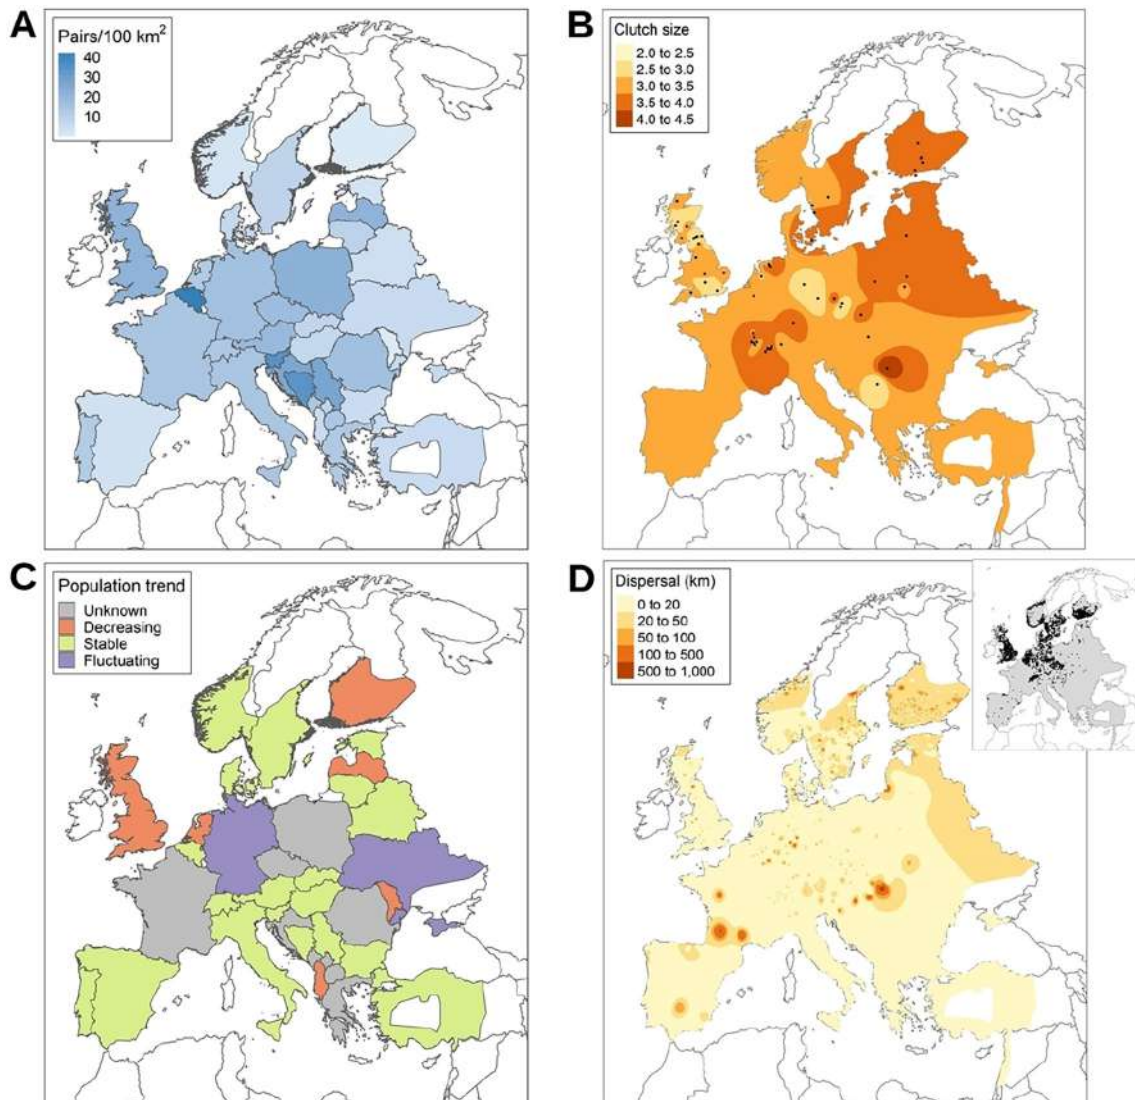 A
Pairs/100 km²
40
30
20
10
B
Clutch size
2.0 to 2.5
2.5 to 3.0
3.0 to 3.5
3.5 to 4.0
4.0 to 4.5
C
Population trend
Unknown
Decreasing
Stable
Fluctuating
D
Dispersal (km)
0 to 20
20 to 50
50 to 100
100 to 500
500 to 1,000